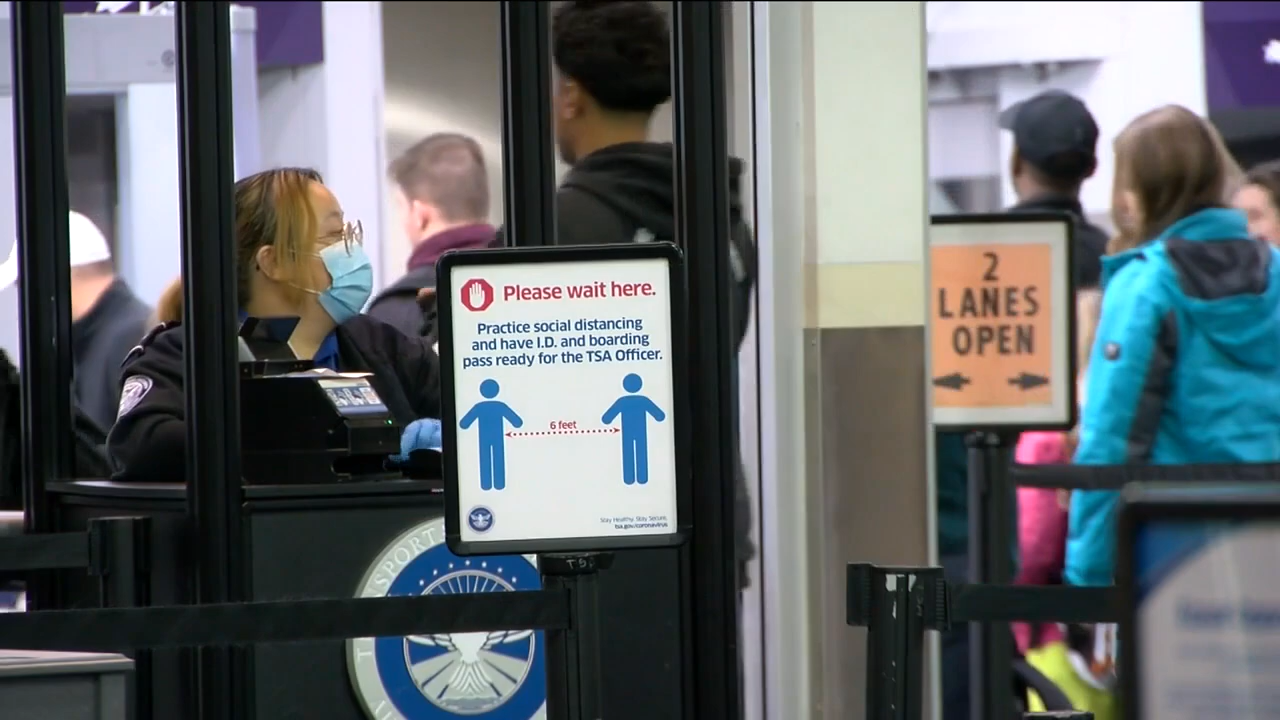 Please wait here.
Practice social distancing
and have I.D. and boarding
pass ready for the TSA Officer.
6 feet
Stay Healthy. Stay Secure.
tsa.gov/coronavirus
2
LANES
OPEN